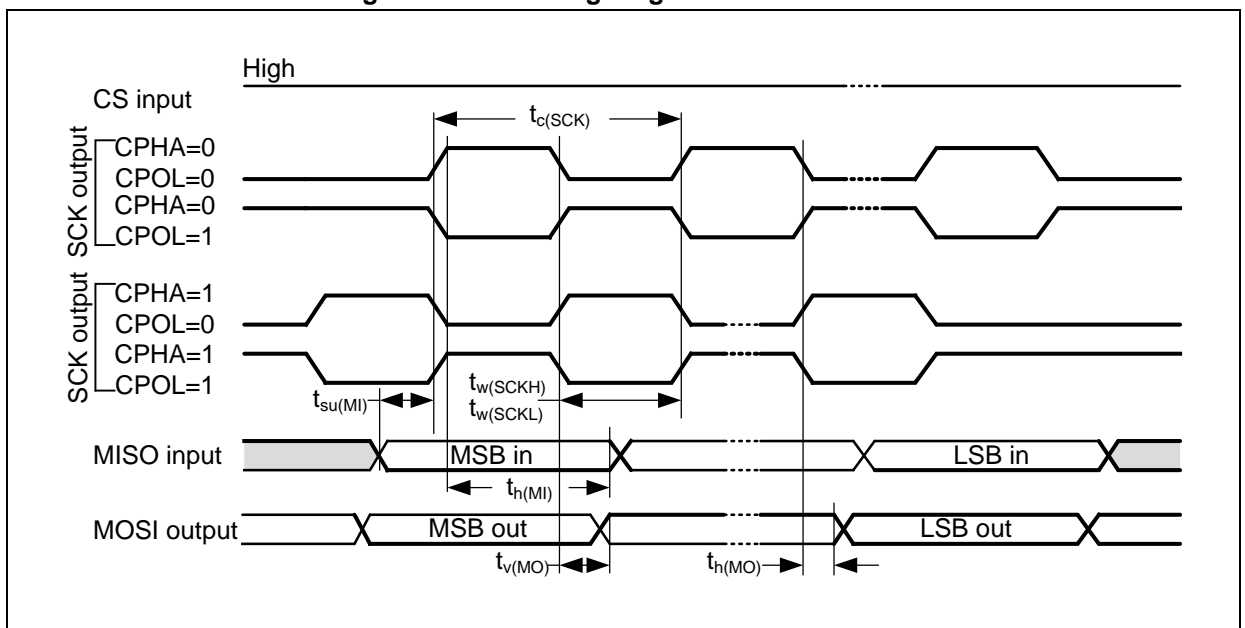 High
CS input
t_c(SCK)
SCK output
CPHA=0
CPOL=0
CPHA=0
CPOL=1
SCK output
CPHA=1
CPOL=0
CPHA=1
CPOL=1
t_su(MI)
t_w(SCKH)
t_w(SCKL)
MISO input
MSB in
LSB in
t_h(MI)
MOSI output
MSB out
LSB out
t_v(MO)
t_h(MO)